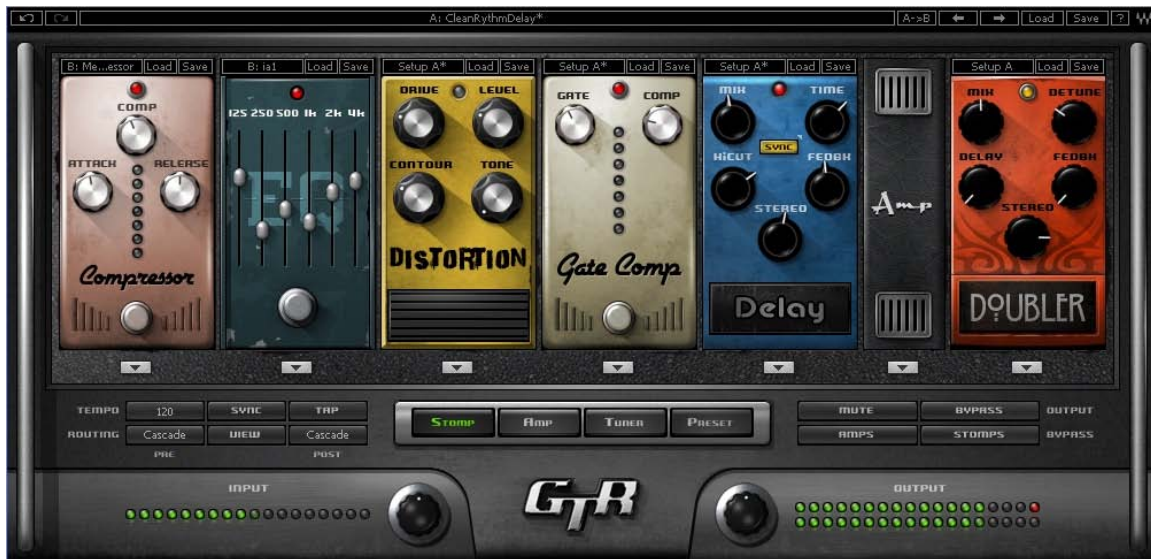 A: CleanRythmDelay*
A->B
Load
Save
?
B: Me...essor Load Save
B: ia1 Load Save
Setup A* Load Save
Setup A* Load Save
Setup A* Load Save
Setup A Load Save
COMP
ATTACK RELEASE
Compressor
125 250 500 1k 2k 4k
EQ
DRIVE LEVEL
CONTOUR TONE
DISTORTION
GATE COMP
Gate Comp
MIX TIME
SYNC
HiCUT FEDBK
STEREO
Delay
Amp
MIX DETUNE
DELAY FEDBK
STEREO
DOUBLER
TEMPO 120 SYNC TAP
ROUTING Cascade VIEW Cascade
PRE POST
STOMP AMP TUNER PRESET
MUTE BYPASS OUTPUT
AMPS STOMPS BYPASS
INPUT
GTR
OUTPUT